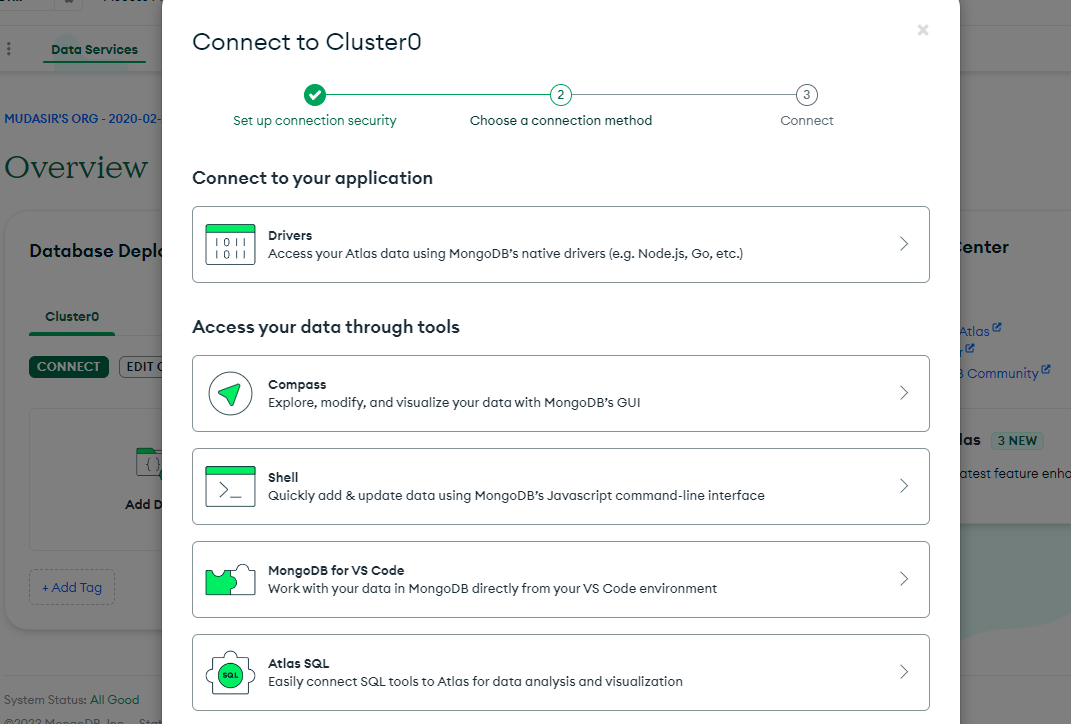 Data Services
MUDASIR'S ORG - 2020-02-
Overview
Database Deplo
Cluster0
CONNECT
EDIT C
{ }
Add D
+ Add Tag
System Status: All Good
Connect to Cluster0
×
2
3
Set up connection security
Choose a connection method
Connect
Connect to your application
1011
1011
Drivers
Access your Atlas data using MongoDB's native drivers (e.g. Node.js, Go, etc.)
Access your data through tools
Compass
Explore, modify, and visualize your data with MongoDB's GUI
>_
Shell
Quickly add & update data using MongoDB's Javascript command-line interface
MongoDB for VS Code
Work with your data in MongoDB directly from your VS Code environment
SQL
Atlas SQL
Easily connect SQL tools to Atlas for data analysis and visualization
Center
Atlas
r
B Community
las
3 NEW
atest feature enho